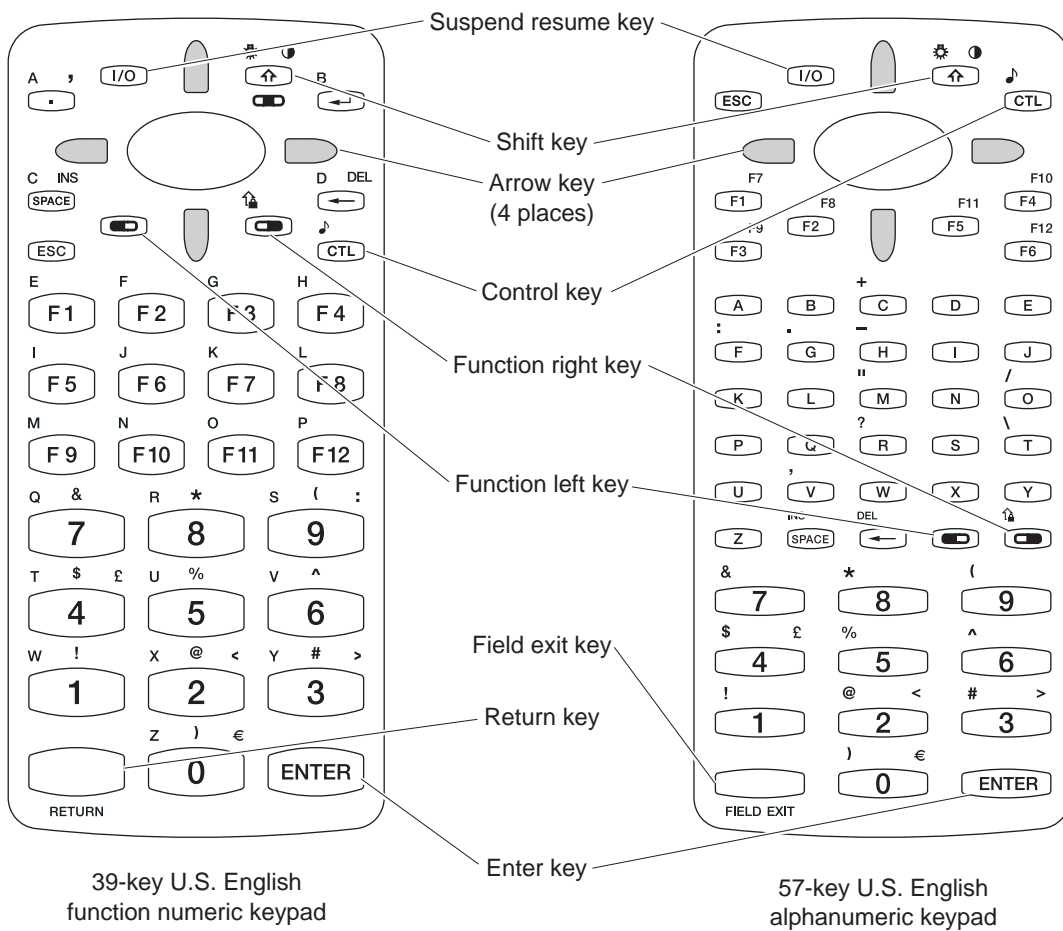 Suspend resume key
Shift key
Arrow key
(4 places)
Control key
Function right key
Function left key
Field exit key
Return key
Enter key
A , I/O B
.
C INS D DEL
SPACE
ESC CTL
E F G H
F1 F2 F3 F4
I J K L
F5 F6 F7 F8
M N O P
F9 F10 F11 F12
Q & R * S ( :
7 8 9
T $ £ U % V ^
4 5 6
W ! X @ < Y # >
1 2 3
Z ) €
0 ENTER
RETURN
39-key U.S. English
function numeric keypad
I/O
ESC CTL
F7 F10
F1 F8 F11 F4
F9 F2 F5 F12
F3 F6
+
A B C D E
: . –
F G H I J
" /
K L M N O
? \
P Q R S T
,
U V W X Y
INS DEL
Z SPACE
& * (
7 8 9
$ £ % ^
4 5 6
! @ < # >
1 2 3
) €
0 ENTER
FIELD EXIT
57-key U.S. English
alphanumeric keypad